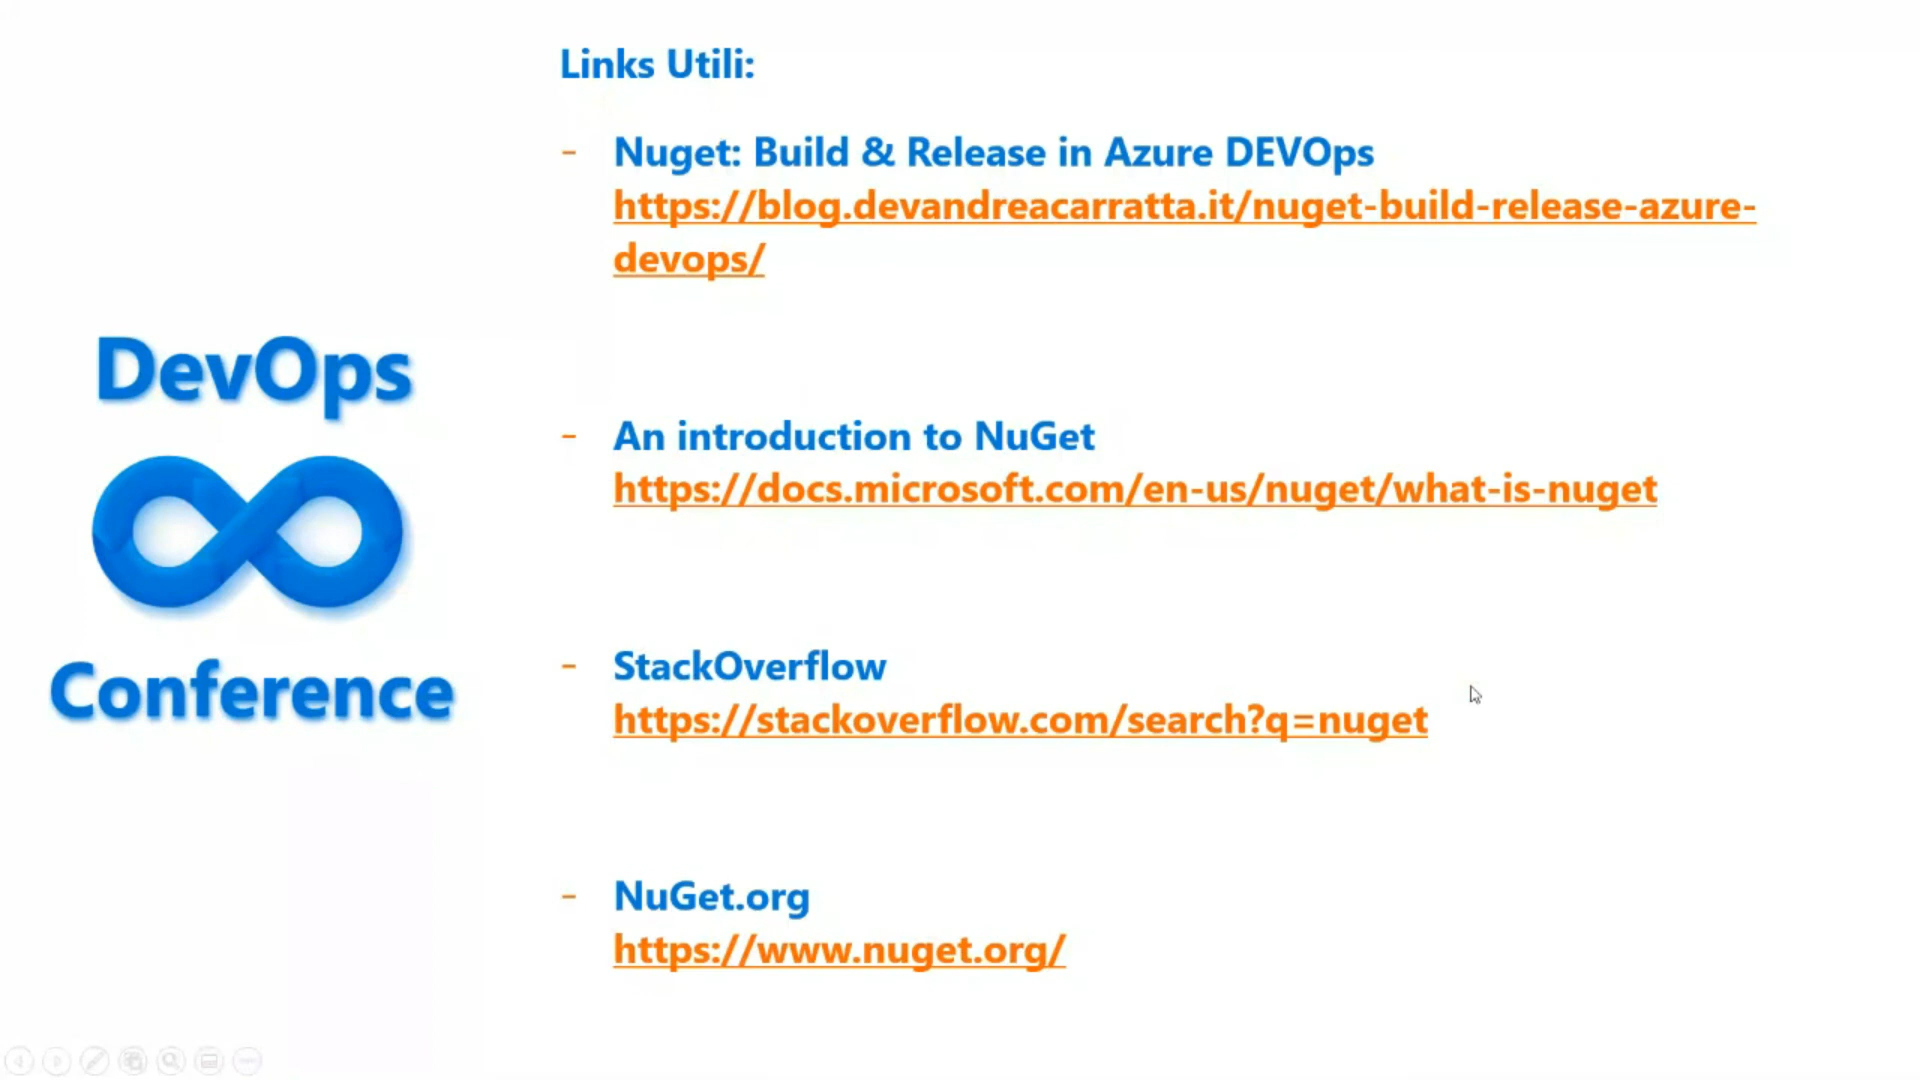 Links Utili:
- Nuget: Build & Release in Azure DEVOps
https://blog.devandreacarratta.it/nuget-build-release-azure-
devops/
DevOps
Conference
- An introduction to NuGet
https://docs.microsoft.com/en-us/nuget/what-is-nuget
- StackOverflow
https://stackoverflow.com/search?q=nuget
- NuGet.org
https://www.nuget.org/